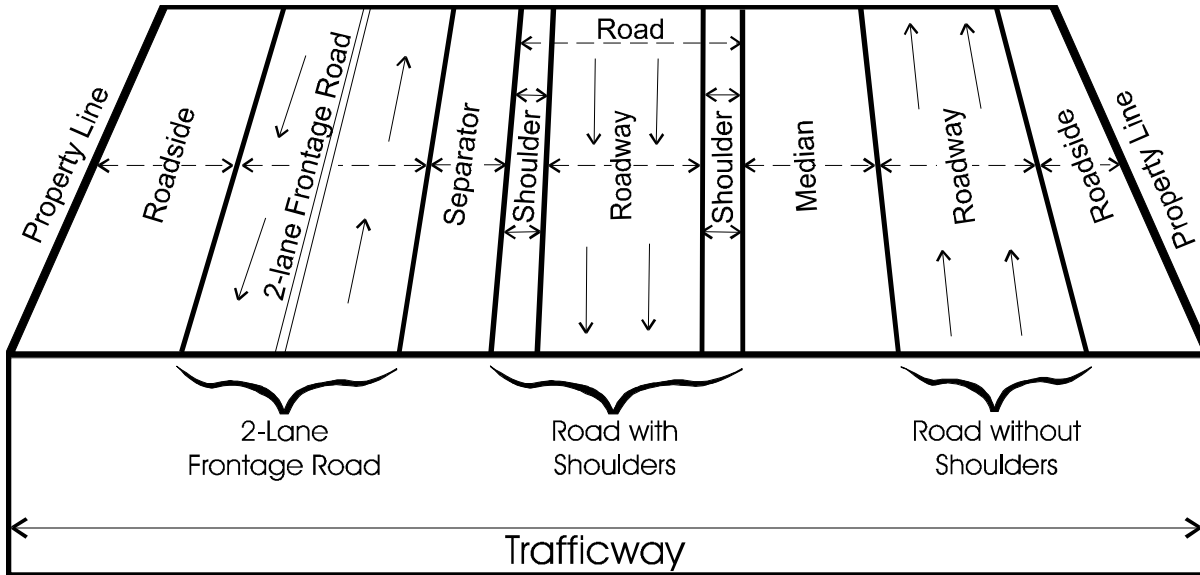 Road
Property Line
Roadside
2-lane Frontage Road
Separator
Shoulder
Roadway
Shoulder
Median
Roadway
Roadside
Property Line
2-Lane
Frontage Road
Road with
Shoulders
Road without
Shoulders
Trafficway